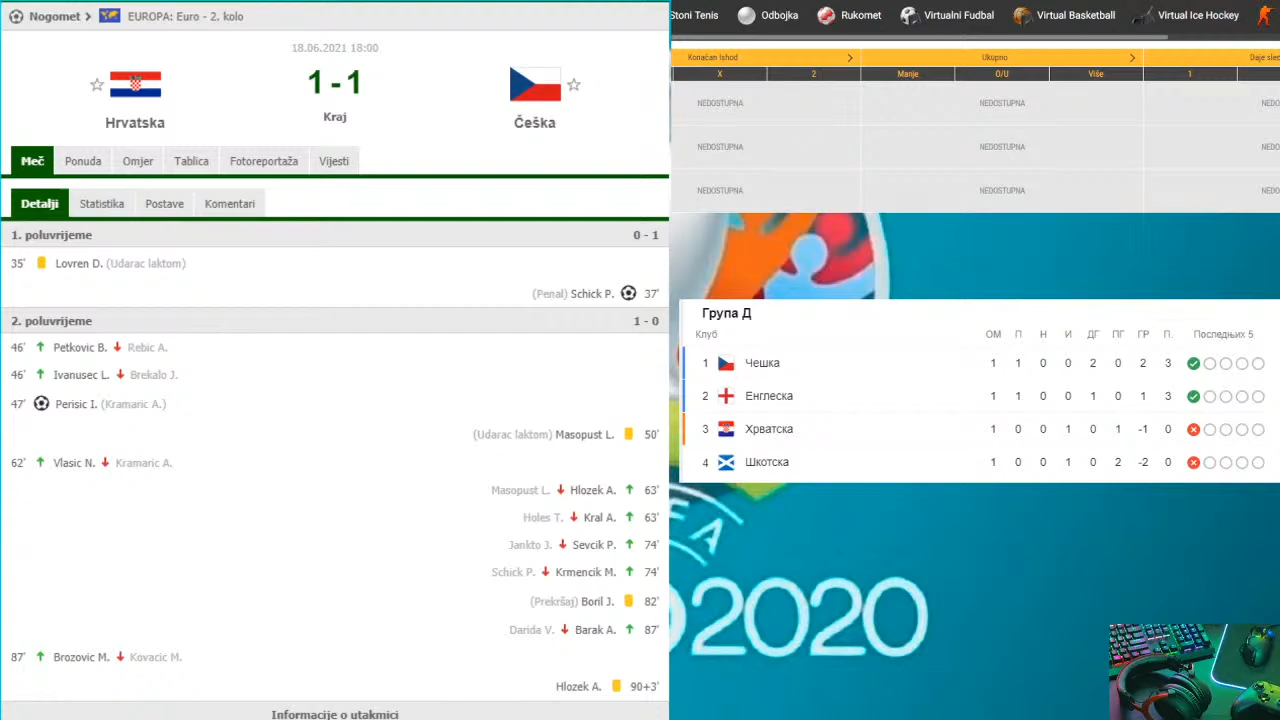 Nogomet EUROPA: Euro - 2. kolo
18.06.2021 18:00
1 - 1
Kraj
Hrvatska
Češka
Meč Ponuda Omjer Tablica Fotoreportaža Vijesti
Detalji Statistika Postave Komentari
1. poluvrijeme 0 - 1
35' Lovren D. (Udarac laktom)
(Penal) Schick P. 37'
2. poluvrijeme 1 - 0
46' Petkovic B. Rebic A.
46' Ivanusec L. Brekalo J.
47' Perisic I. (Kramaric A.)
(Udarac laktom) Masopust L. 50'
62' Vlasic N. Kramaric A.
Masopust L. Hlozek A. 63'
Holes T. Kral A. 63'
Jankto J. Sevcik P. 74'
Schick P. Krmencik M. 74'
(Prekršaj) Boril J. 82'
Darida V. Barak A. 87'
87' Brozovic M. Kovacic M.
Hlozek A. 90+3'
Informacije o utakmici
Stoni Tenis Odbojka Rukomet Virtualni Fudbal Virtual Basketball Virtual Ice Hockey
Konačan Ishod Ukupno Daje sled
X 2 Manje O/U Više 1
NEDOSTUPNA NEDOSTUPNA NEDO
NEDOSTUPNA NEDOSTUPNA NEDO
NEDOSTUPNA NEDOSTUPNA NEDO
Група Д
Клуб ОМ П Н И ДГ ПГ ГР П. Последњих 5
1 Чешка 1 1 0 0 2 0 2 3
2 Енглеска 1 1 0 0 1 0 1 3
3 Хрватска 1 0 0 1 0 1 -1 0
4 Шкотска 1 0 0 1 0 2 -2 0
EFA
2020